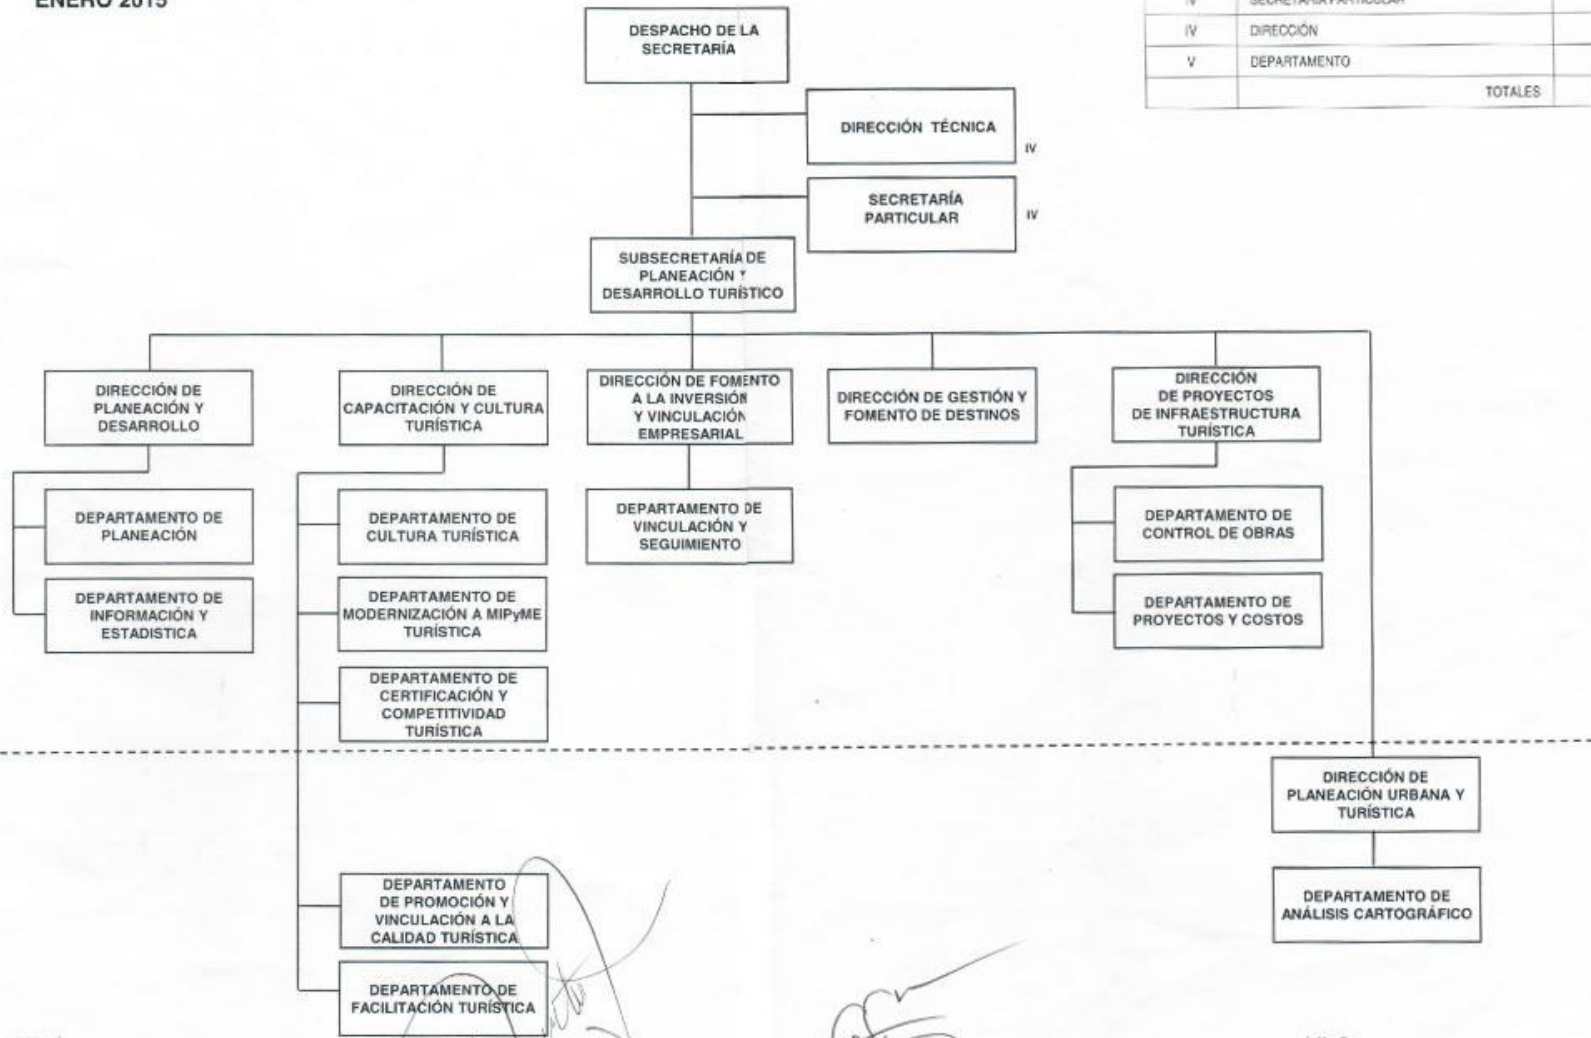 ENERO 2015
IV SECRETARÍA PARTICULAR
IV DIRECCIÓN
V DEPARTAMENTO
TOTALES
DESPACHO DE LA
SECRETARÍA
DIRECCIÓN TÉCNICA
IV
SECRETARÍA
PARTICULAR
IV
SUBSECRETARÍA DE
PLANEACIÓN Y
DESARROLLO TURÍSTICO
DIRECCIÓN DE
PLANEACIÓN Y
DESARROLLO
DIRECCIÓN DE
CAPACITACIÓN Y CULTURA
TURÍSTICA
DIRECCIÓN DE FOMENTO
A LA INVERSIÓN
Y VINCULACIÓN
EMPRESARIAL
DIRECCIÓN DE GESTIÓN Y
FOMENTO DE DESTINOS
DIRECCIÓN
DE PROYECTOS
DE INFRAESTRUCTURA
TURÍSTICA
DEPARTAMENTO DE
PLANEACIÓN
DEPARTAMENTO DE
INFORMACIÓN Y
ESTADISTICA
DEPARTAMENTO DE
CULTURA TURÍSTICA
DEPARTAMENTO DE
MODERNIZACIÓN A MIPyME
TURÍSTICA
DEPARTAMENTO DE
CERTIFICACIÓN Y
COMPETITIVIDAD
TURÍSTICA
DEPARTAMENTO DE
VINCULACIÓN Y
SEGUIMIENTO
DEPARTAMENTO DE
CONTROL DE OBRAS
DEPARTAMENTO DE
PROYECTOS Y COSTOS
DIRECCIÓN DE
PLANEACIÓN URBANA Y
TURÍSTICA
DEPARTAMENTO DE
ANÁLISIS CARTOGRÁFICO
DEPARTAMENTO
DE PROMOCIÓN Y
VINCULACIÓN A LA
CALIDAD TURÍSTICA
DEPARTAMENTO DE
FACILITACIÓN TURÍSTICA